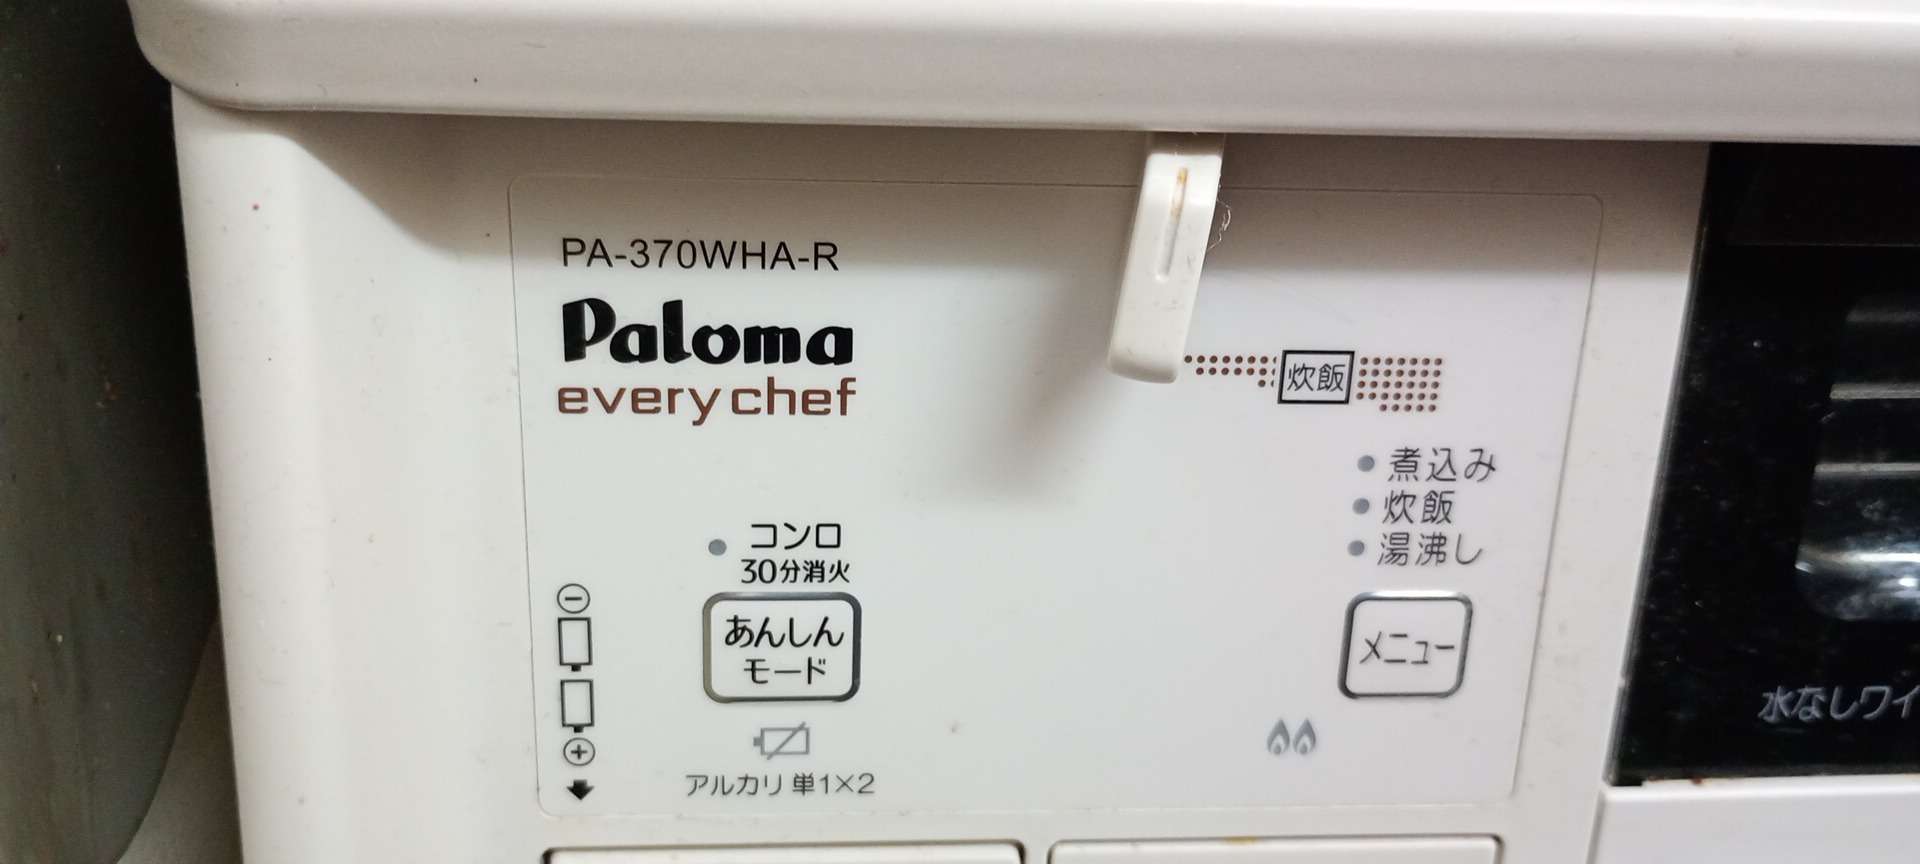 PA-370WHA-R
Paloma
every chef
炊飯
煮込み
炊飯
湯沸し
コンロ
30分消火
あんしん
モード
メニュー
アルカリ 単1×2
水なしワイ